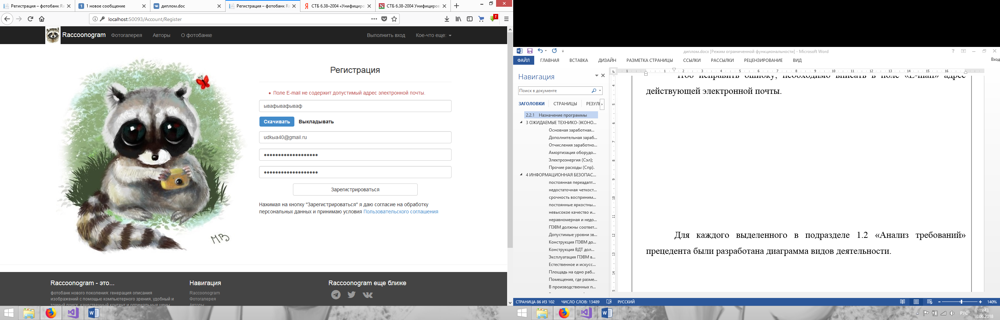 Регистрация – фотобанк Ra
1 новое сообщение
диплом.doc
Регистрация – фотобанк Ra
СТБ 6.38–2004 «Унифициро
СТБ 6.38-2004 Унифициров
localhost:50093/Account/Register
Raccoonogram
Фотогалерея
Авторы
О фотобанке
Выполнить вход
Кое-что еще:
Регистрация
Поле E-mail не содержит допустимый адрес электронной почты.
ывафывафываф
Скачивать
Выкладывать
udkыa40@gmail.ru
Зарегистрироваться
Нажимая на кнопку "Зарегистрироваться" я даю согласие на обработку
персональных данных и принимаю условия Пользовательского соглашения
МВ
Raccoonogram - это...
фотобанк нового поколения: генерация описания
изображений с помощью компьютерного зрения, удобный и
точный поиск, качественный контент и оптимальные цены
Навигация
Raccoonogram
Фотогалерея
Авторы
Raccoonogram еще ближе
диплом.docx [Режим ограниченной функциональности] - Microsoft Word
ФАЙЛ
ГЛАВНАЯ
ВСТАВКА
ДИЗАЙН
РАЗМЕТКА СТРАНИЦЫ
ССЫЛКИ
РАССЫЛКИ
РЕЦЕНЗИРОВАНИЕ
ВИД
Вход
Навигация
Поиск в документе
ЗАГОЛОВКИ
СТРАНИЦЫ
РЕЗУЛЬ
2.2.1 Назначение программы
3 ОЖИДАЕМЫЕ ТЕХНИКО-ЭКОНО...
Основная заработная...
Дополнительная зараб...
Отчисления заработно...
Амортизация оборудо...
Электроэнергия (Сэл);
Прочие расходы (Спр).
4 ИНФОРМАЦИОННАЯ БЕЗОПАС...
постоянная переадапт...
недостаточная четкост...
срочность восприним...
постоянные яркостны...
невысокое качество и...
неравномерная и недо...
ПЭВМ должны соответ...
Допустимые уровни зв...
Конструкция ПЭВМ до...
Конструкция ВДТ дол...
Эксплуатация ПЭВМ в...
Естественное и искусс...
Площадь на одно раб...
Помещения, где разме...
В производственных п...
Чтоб исправить ошибку, необходимо вписать в поле «E-mail» адрес
действующей электронной почты.
Для каждого выделенного в подразделе 1.2 «Анализ требований»
прецедента были разработана диаграмма видов деятельности.
СТРАНИЦА 86 ИЗ 102
ЧИСЛО СЛОВ: 13489
РУССКИЙ
140%
РУС
19:43
10.06.2018